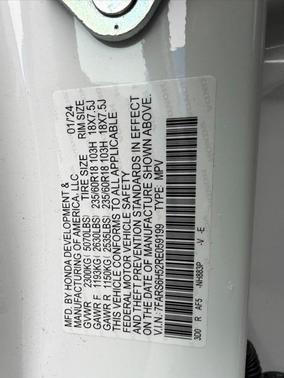 MFD. BY HONDA DEVELOPMENT & 01/'24
MANUFACTURING OF AMERICA, LLC
TIRE SIZE RIM SIZE
GVWR 2300KG( 5070LBS)
GAWR F 1193KG( 2630LBS) 235/60R18 103H 18X7.5J
GAWR R 1150KG( 2535LBS) 235/60R18 103H 18X7.5J
THIS VEHICLE CONFORMS TO ALL APPLICABLE
FEDERAL MOTOR VEHICLE SAFETY
AND THEFT PREVENTION STANDARDS IN EFFECT
ON THE DATE OF MANUFACTURE SHOWN ABOVE.
V.I.N.: 7FARS6H52RE059199 TYPE: MPV
3D0 R AF5 -NH883P -V -E